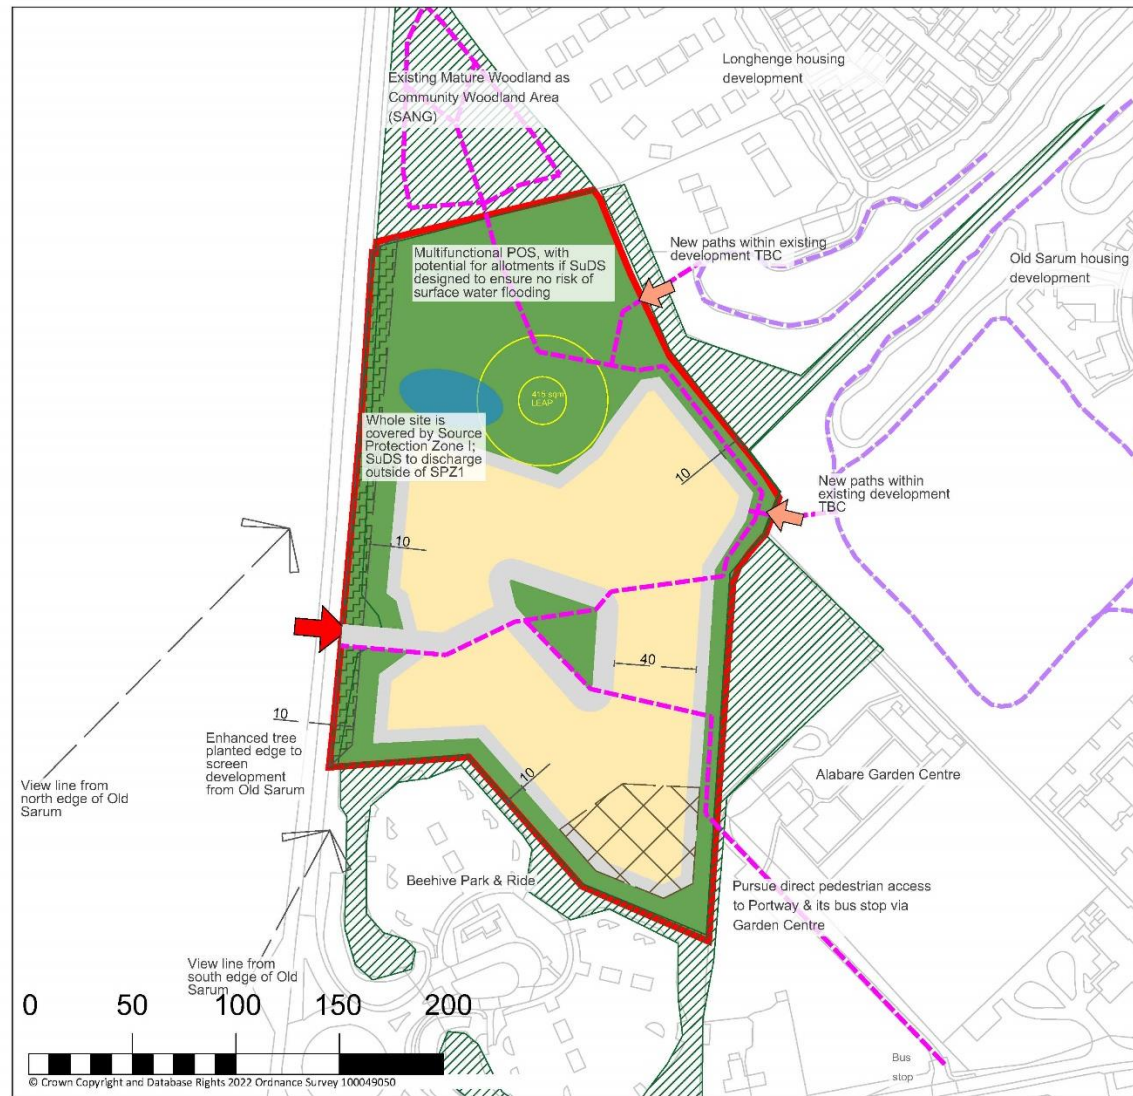 Longhenge housing
development
Existing Mature Woodland as
Community Woodland Area
(SANG)
New paths within existing
development TBC
Old Sarum housing
development
Multifunctional POS, with
potential for allotments if SuDS
designed to ensure no risk of
surface water flooding
415 sqm
LEAP
Whole site is
covered by Source
Protection Zone I;
SuDS to discharge
outside of SPZ1
10
New paths within
existing development
TBC
10
40
10
Enhanced tree
planted edge to
screen
development
from Old Sarum
10
View line from
north edge of Old
Sarum
Alabare Garden Centre
Beehive Park & Ride
Pursue direct pedestrian access
to Portway & its bus stop via
Garden Centre
View line from
south edge of Old
Sarum
0 50 100 150 200
Bus
stop
© Crown Copyright and Database Rights 2022 Ordnance Survey 100049050